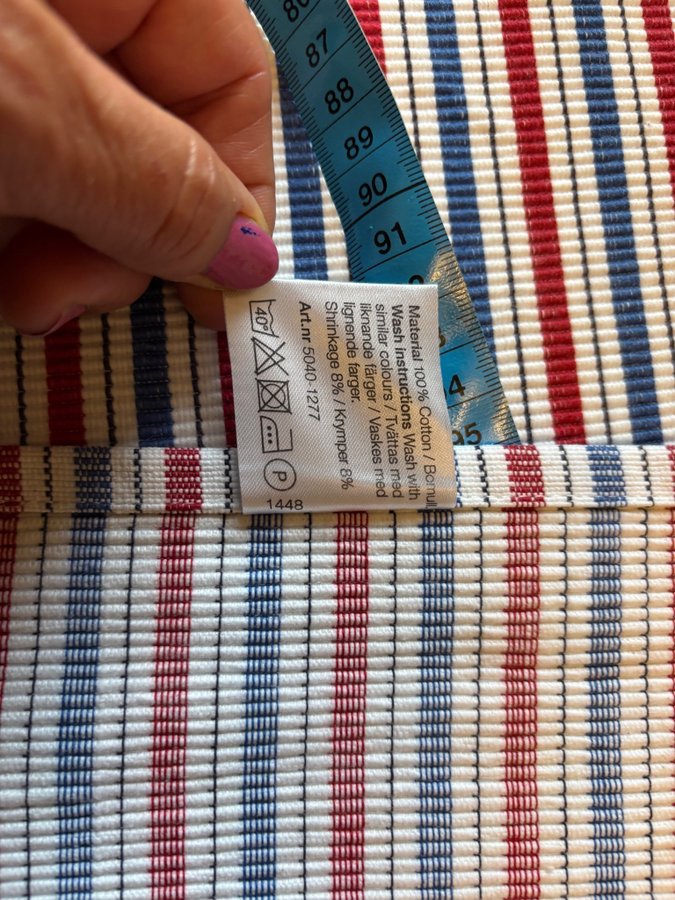 86
87
88
89
90
91
4
95
Material 100% Cotton / Bomull
Wash instructions Wash with
similar colours / Tvättas med
liknande färger / Vaskes med
lignende farger.
Shrinkage 8% / Krymper 8%
Art.nr 5040-1277
40°
P
1448